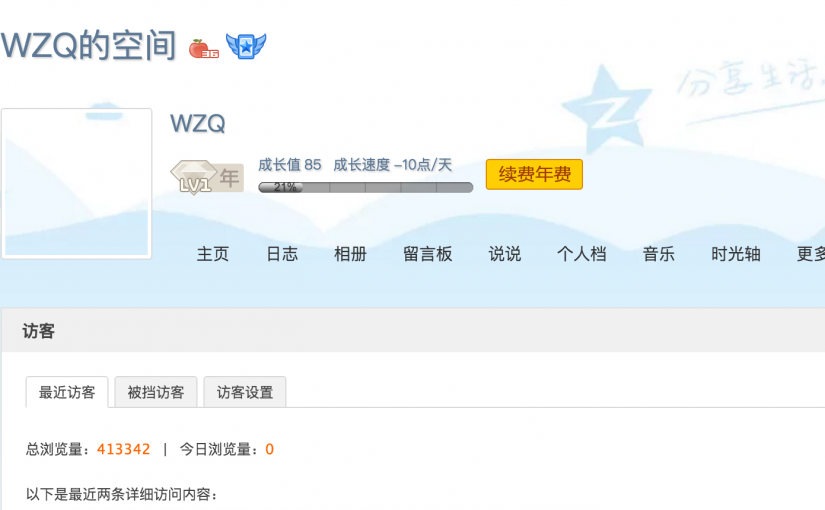 WZQ的空间 3G
分享生活
WZQ
LV1 年 成长值 85 成长速度 -10点/天 续费年费
21%
主页 日志 相册 留言板 说说 个人档 音乐 时光轴 更多
访客
最近访客 被挡访客 访客设置
总浏览量：413342 | 今日浏览量：0
以下是最近两条详细访问内容：